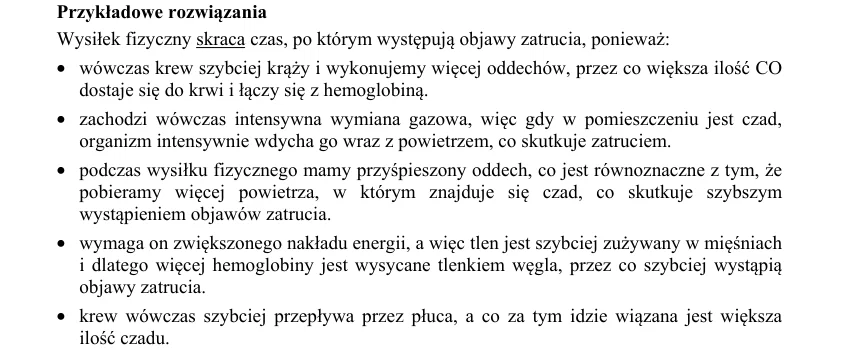 Przykładowe rozwiązania
Wysiłek fizyczny skraca czas, po którym występują objawy zatrucia, ponieważ:
• wówczas krew szybciej krąży i wykonujemy więcej oddechów, przez co większa ilość CO
dostaje się do krwi i łączy się z hemoglobiną.
• zachodzi wówczas intensywna wymiana gazowa, więc gdy w pomieszczeniu jest czad,
organizm intensywnie wdycha go wraz z powietrzem, co skutkuje zatruciem.
• podczas wysiłku fizycznego mamy przyśpieszony oddech, co jest równoznaczne z tym, że
pobieramy więcej powietrza, w którym znajduje się czad, co skutkuje szybszym
wystąpieniem objawów zatrucia.
• wymaga on zwiększonego nakładu energii, a więc tlen jest szybciej zużywany w mięśniach
i dlatego więcej hemoglobiny jest wysycane tlenkiem węgla, przez co szybciej wystąpią
objawy zatrucia.
• krew wówczas szybciej przepływa przez płuca, a co za tym idzie wiązana jest większa
ilość czadu.